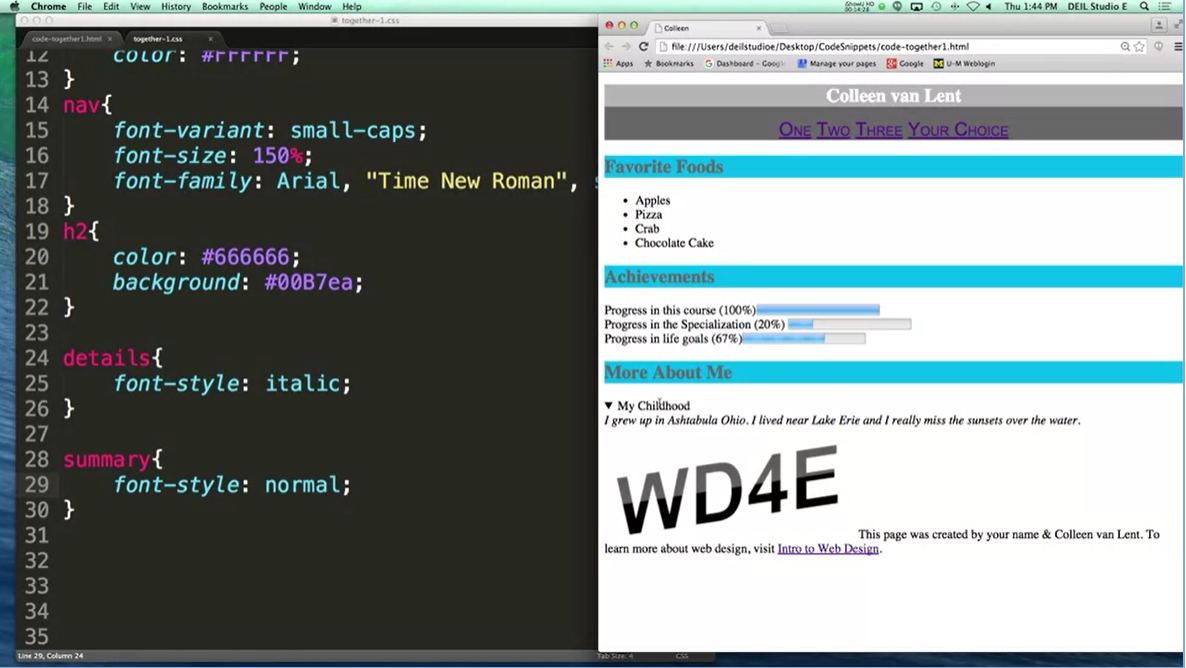 Chrome File Edit View History Bookmarks People Window Help Thu 1:44 PM DEIL Studio E
together-1.css
code-together1.html × together-1.css ×
12 color: #FFFFFF;
13 }
14 nav{
15 font-variant: small-caps;
16 font-size: 150%;
17 font-family: Arial, "Time New Roman", s
18 }
19 h2{
20 color: #666666;
21 background: #00B7ea;
22 }
23
24 details{
25 font-style: italic;
26 }
27
28 summary{
29 font-style: normal;
30 }
31
32
33
34
35
Line 29, Column 24 Tab Size: 4 CSS
Colleen ×
file:///Users/deilstudioe/Desktop/CodeSnippets/code-together1.html
Apps Bookmarks Dashboard - Google Manage your pages Google U-M Weblogin
Colleen van Lent
One Two Three Your Choice
Favorite Foods
• Apples
• Pizza
• Crab
• Chocolate Cake
Achievements
Progress in this course (100%)
Progress in the Specialization (20%)
Progress in life goals (67%)
More About Me
▼ My Childhood
I grew up in Ashtabula Ohio. I lived near Lake Erie and I really miss the sunsets over the water.
WD4E
This page was created by your name & Colleen van Lent. To
learn more about web design, visit Intro to Web Design.